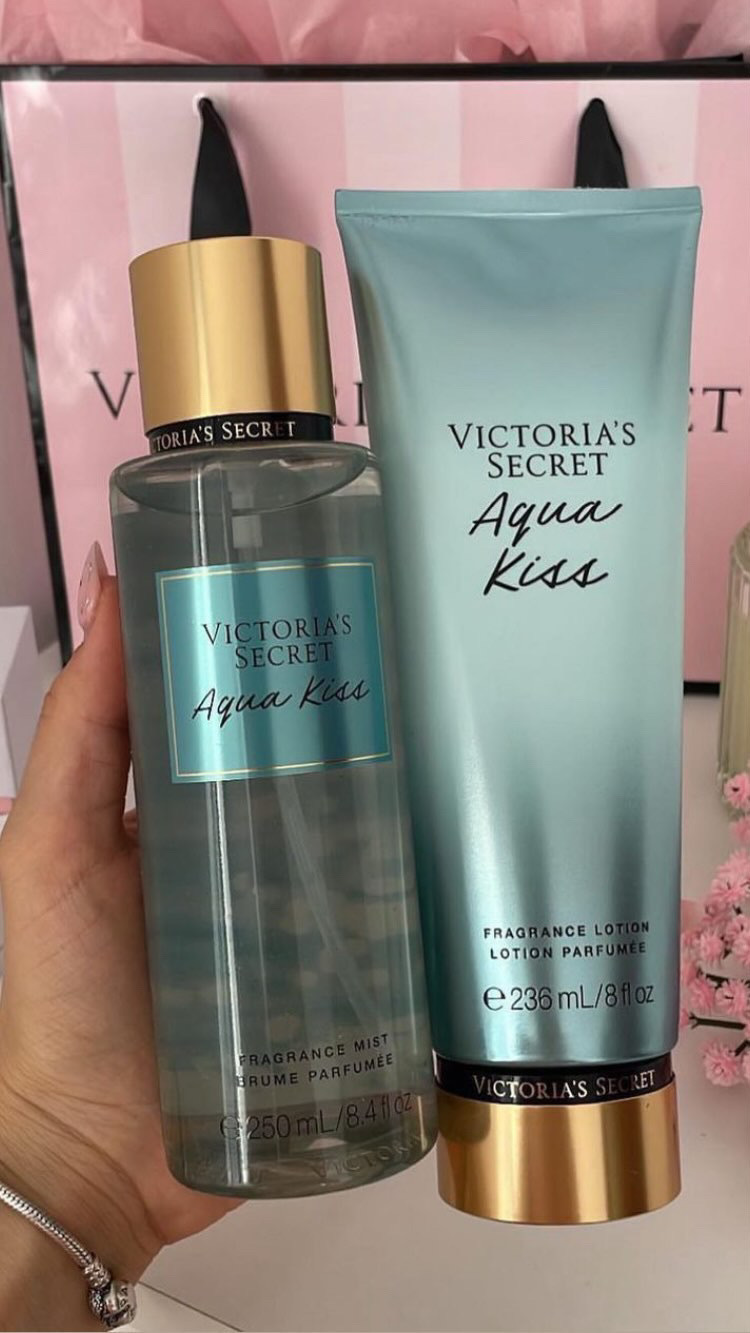 VICTORIA'S SECRET
VICTORIA'S
SECRET
Aqua Kiss
FRAGRANCE MIST
BRUME PARFUMÉE
℮ 250 mL/8.4 fl oz
VICTORIA'S
SECRET
Aqua
Kiss
FRAGRANCE LOTION
LOTION PARFUMÉE
℮ 236 mL/8 fl oz
VICTORIA'S SECRET